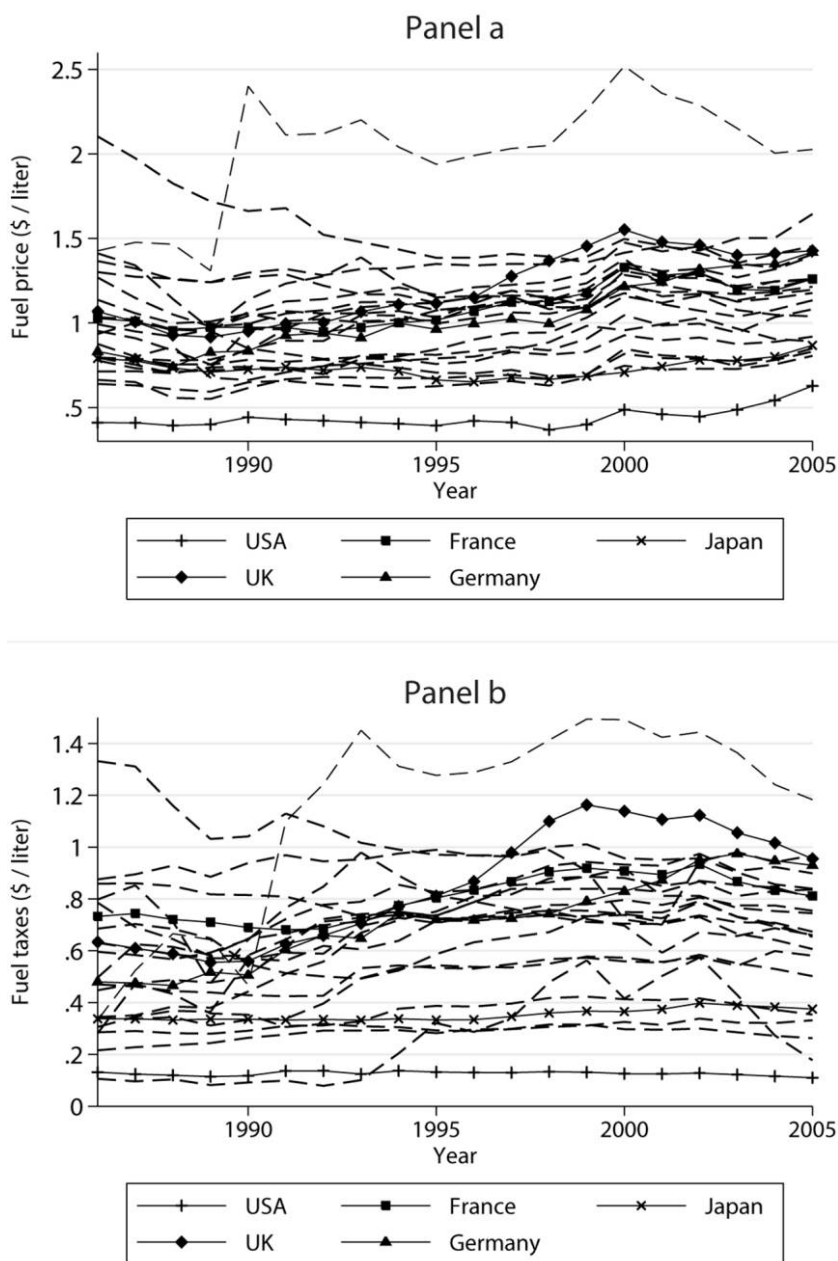 Panel a
Fuel price ($ / liter)
2.5
2
1.5
1
.5
1990 1995 2000 2005
Year
USA France Japan
UK Germany
Panel b
Fuel taxes ($ / liter)
1.4
1.2
1
.8
.6
.4
.2
0
1990 1995 2000 2005
Year
USA France Japan
UK Germany